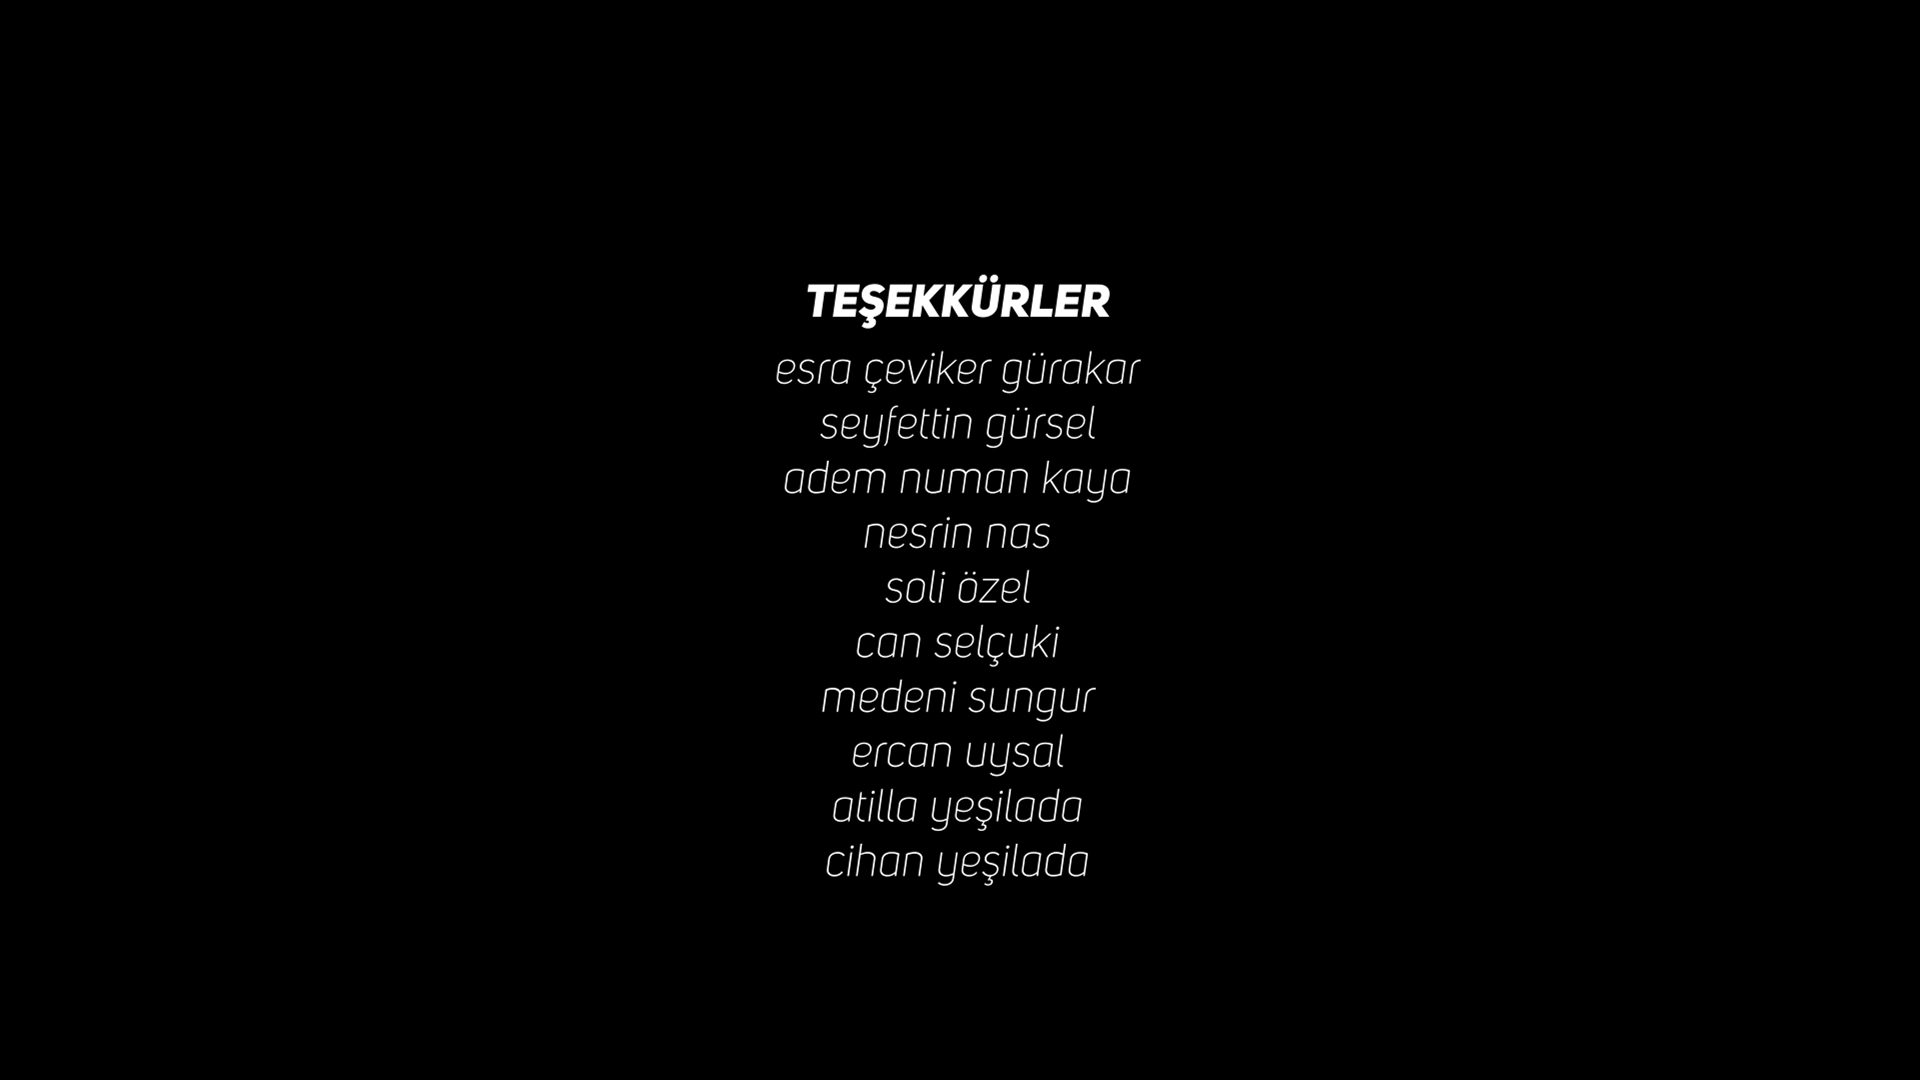 TEŞEKKÜRLER
esra çeviker gürakar
seyfettin gürsel
adem numan kaya
nesrin nas
soli özel
can selçuki
medeni sungur
ercan uysal
atilla yeşilada
cihan yeşilada